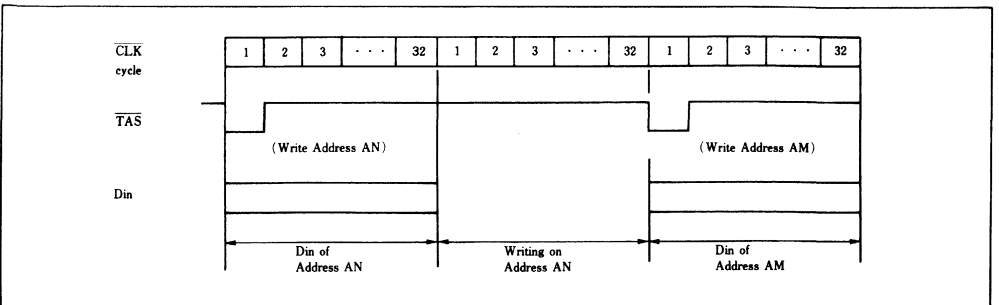 CLK 1 2 3 · · · 32 1 2 3 · · · 32 1 2 3 · · · 32
cycle
TAS
(Write Address AN) (Write Address AM)
Din
Din of Writing on Din of
Address AN Address AN Address AM